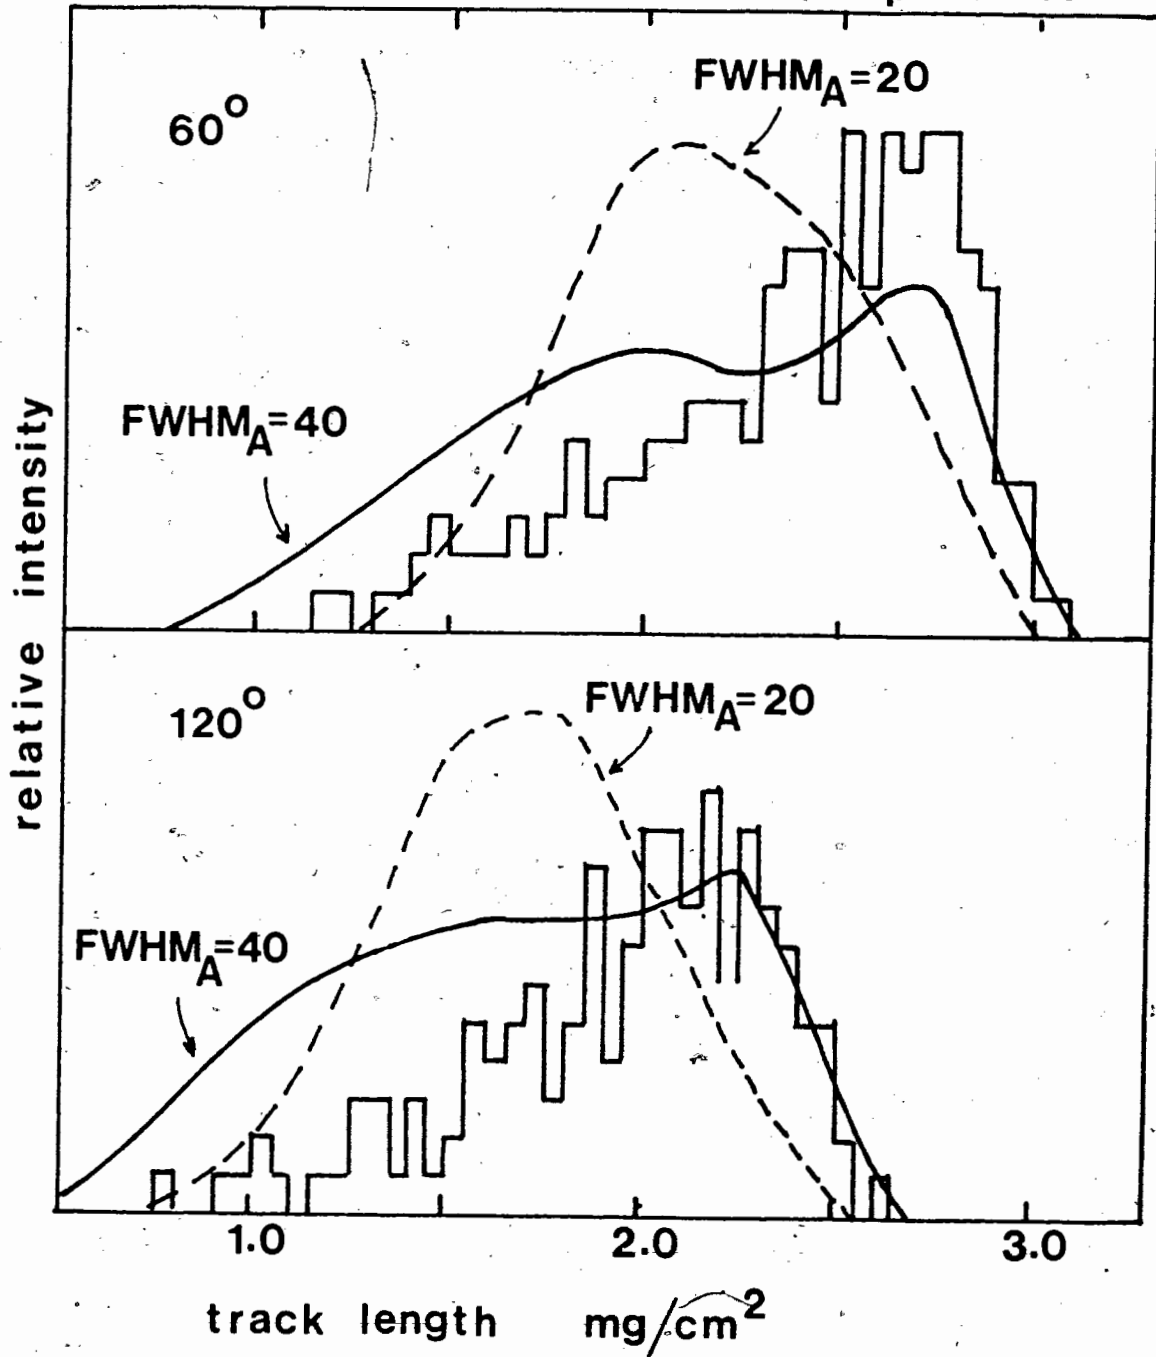 FWHM_A=20
60°
FWHM_A=40
relative intensity
120°
FWHM_A=20
FWHM_A=40
1.0 2.0 3.0
track length mg/cm²